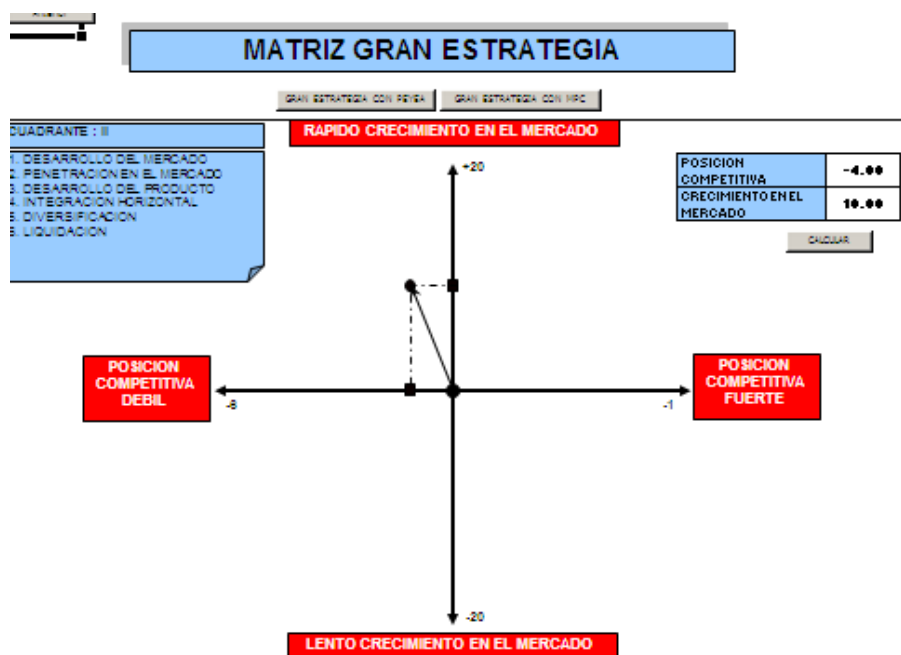 MATRIZ GRAN ESTRATEGIA
GRAN ESTRATEGIA CON PEYEA
GRAN ESTRATEGIA CON MPC
CUADRANTE : II
RAPIDO CRECIMIENTO EN EL MERCADO
1. DESARROLLO DEL MERCADO
2. PENETRACION EN EL MERCADO
3. DESARROLLO DEL PRODUCTO
4. INTEGRACION HORIZONTAL
5. DIVERSIFICACION
6. LIQUIDACION
+20
POSICION
COMPETITIVA
-4.00
CRECIMIENTO EN EL
MERCADO
10.00
CALCULAR
POSICION
COMPETITIVA
DEBIL
-6
-1
POSICION
COMPETITIVA
FUERTE
-20
LENTO CRECIMIENTO EN EL MERCADO